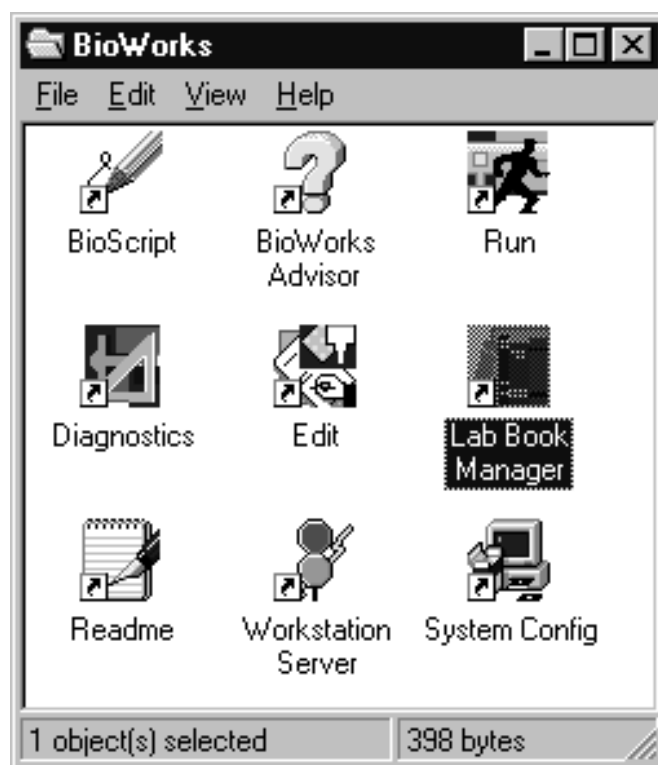 BioWorks
File Edit View Help
BioScript BioWorks Advisor Run
Diagnostics Edit Lab Book Manager
Readme Workstation Server System Config
1 object(s) selected 398 bytes